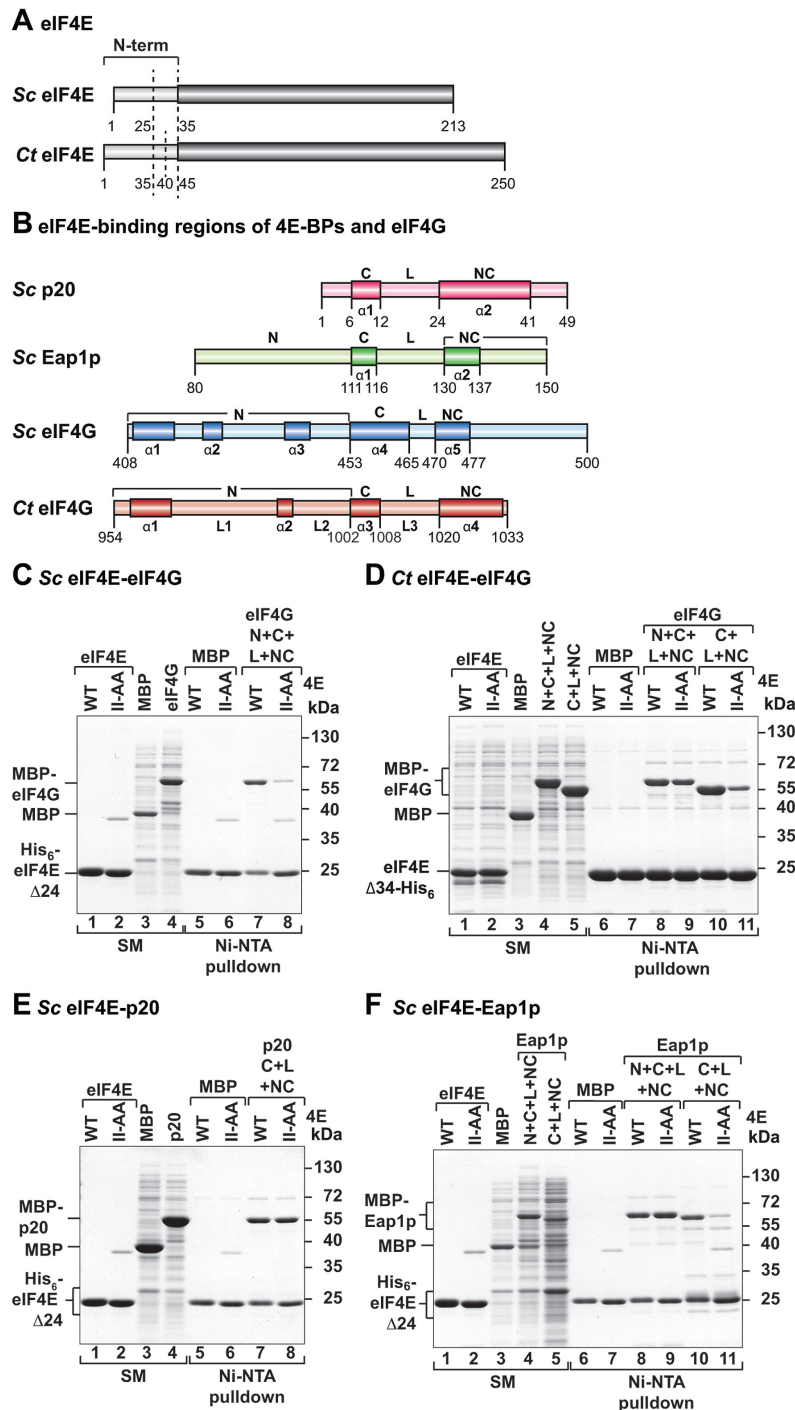 A eIF4E
N-term
Sc eIF4E
1 25 35 213
Ct eIF4E
1 35 40 45 250
B eIF4E-binding regions of 4E-BPs and eIF4G
C L NC
Sc p20
α1 α2
1 6 12 24 41 49
N C L NC
Sc Eap1p
α1 α2
80 111 116 130 137 150
N C L NC
Sc eIF4G
α1 α2 α3 α4 α5
408 453 465 470 477 500
N C L NC
Ct eIF4G
α1 L1 α2 L2 α3 L3 α4
954 1002 1008 1020 1033
C Sc eIF4E-eIF4G
eIF4G
N+C+
L+NC
eIF4E MBP
WT II-AA MBP eIF4G WT II-AA WT II-AA 4E
kDa
130
72
55
40
35
25
MBP-
eIF4G
MBP
His6-
eIF4E
Δ24
1 2 3 4 5 6 7 8
SM Ni-NTA
pulldown
D Ct eIF4E-eIF4G
eIF4G
N+C+ C+
L+NC L+NC
eIF4E MBP
WT II-AA MBP N+C+L+NC C+L+NC WT II-AA WT II-AA WT II-AA 4E
kDa
130
72
55
40
35
25
MBP-
eIF4G
MBP
eIF4E
Δ34-His6
1 2 3 4 5 6 7 8 9 10 11
SM Ni-NTA
pulldown
E Sc eIF4E-p20
p20
C+L
+NC
eIF4E MBP
WT II-AA MBP p20 WT II-AA WT II-AA 4E
kDa
130
72
55
40
35
25
MBP-
p20
MBP
His6-
eIF4E
Δ24
1 2 3 4 5 6 7 8
SM Ni-NTA
pulldown
F Sc eIF4E-Eap1p
Eap1p Eap1p
N+C+L C+L
+NC +NC
eIF4E MBP
WT II-AA MBP N+C+L+NC C+L+NC WT II-AA WT II-AA WT II-AA 4E
kDa
130
72
55
40
35
25
MBP-
Eap1p
MBP
His6-
eIF4E
Δ24
1 2 3 4 5 6 7 8 9 10 11
SM Ni-NTA
pulldown